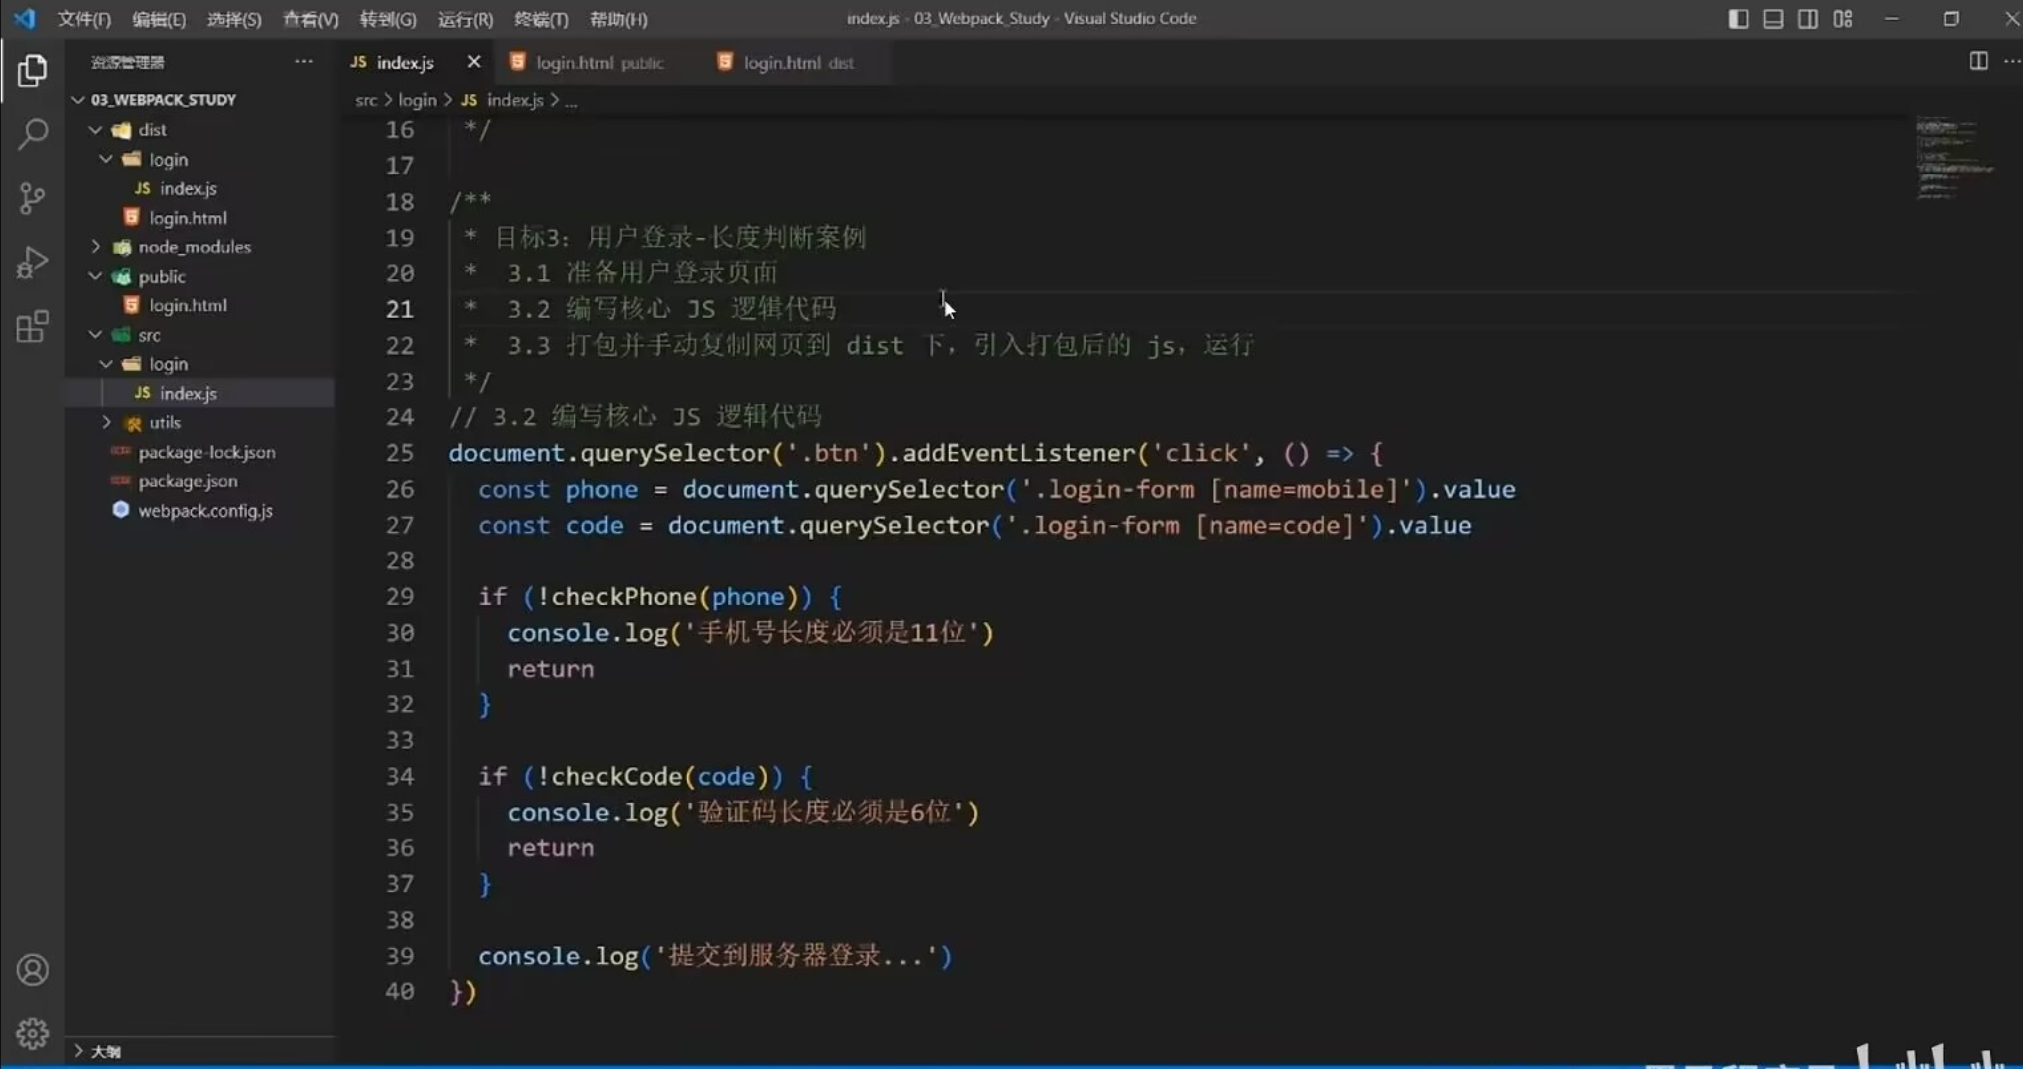 文件(F) 编辑(E) 选择(S) 查看(V) 转到(G) 运行(R) 终端(T) 帮助(H) index.js - 03_Webpack_Study - Visual Studio Code
资源管理器 ···
03_WEBPACK_STUDY
dist
login
JS index.js
login.html
node_modules
public
login.html
src
login
JS index.js
utils
package-lock.json
package.json
webpack.config.js
大纲
JS index.js × login.html public login.html dist
src > login > JS index.js > ...
16 */
17
18 /**
19 * 目标3：用户登录-长度判断案例
20 * 3.1 准备用户登录页面
21 * 3.2 编写核心 JS 逻辑代码
22 * 3.3 打包并手动复制网页到 dist 下，引入打包后的 js，运行
23 */
24 // 3.2 编写核心 JS 逻辑代码
25 document.querySelector('.btn').addEventListener('click', () => {
26 const phone = document.querySelector('.login-form [name=mobile]').value
27 const code = document.querySelector('.login-form [name=code]').value
28
29 if (!checkPhone(phone)) {
30 console.log('手机号长度必须是11位')
31 return
32 }
33
34 if (!checkCode(code)) {
35 console.log('验证码长度必须是6位')
36 return
37 }
38
39 console.log('提交到服务器登录...')
40 })